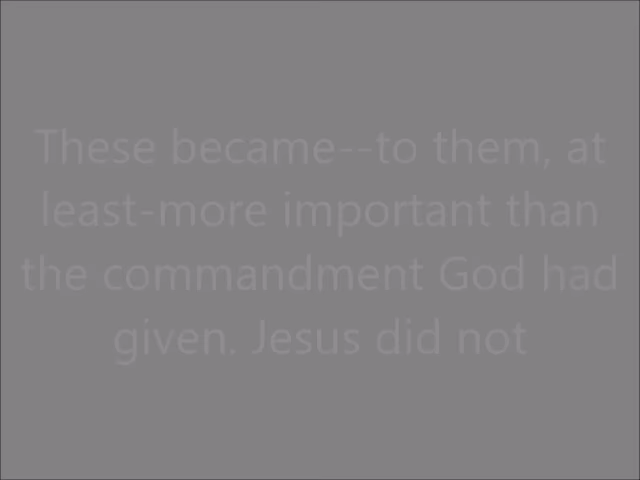 These became--to them, at
least-more important than
the commandment God had
given. Jesus did not